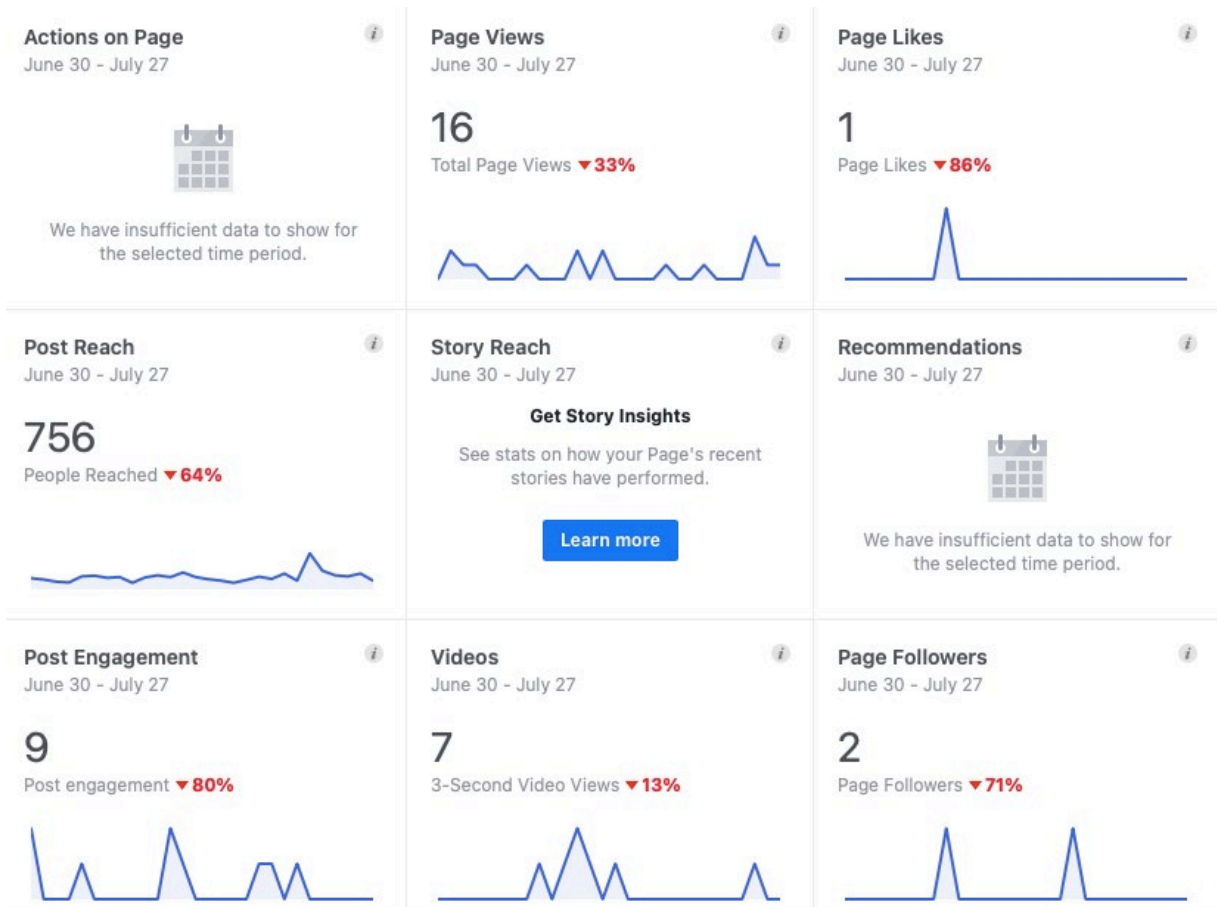 Actions on Page
June 30 - July 27
We have insufficient data to show for
the selected time period.
Page Views
June 30 - July 27
16
Total Page Views ▼33%
Page Likes
June 30 - July 27
1
Page Likes ▼86%
Post Reach
June 30 - July 27
756
People Reached ▼64%
Story Reach
June 30 - July 27
Get Story Insights
See stats on how your Page's recent
stories have performed.
Learn more
Recommendations
June 30 - July 27
We have insufficient data to show for
the selected time period.
Post Engagement
June 30 - July 27
9
Post engagement ▼80%
Videos
June 30 - July 27
7
3-Second Video Views ▼13%
Page Followers
June 30 - July 27
2
Page Followers ▼71%